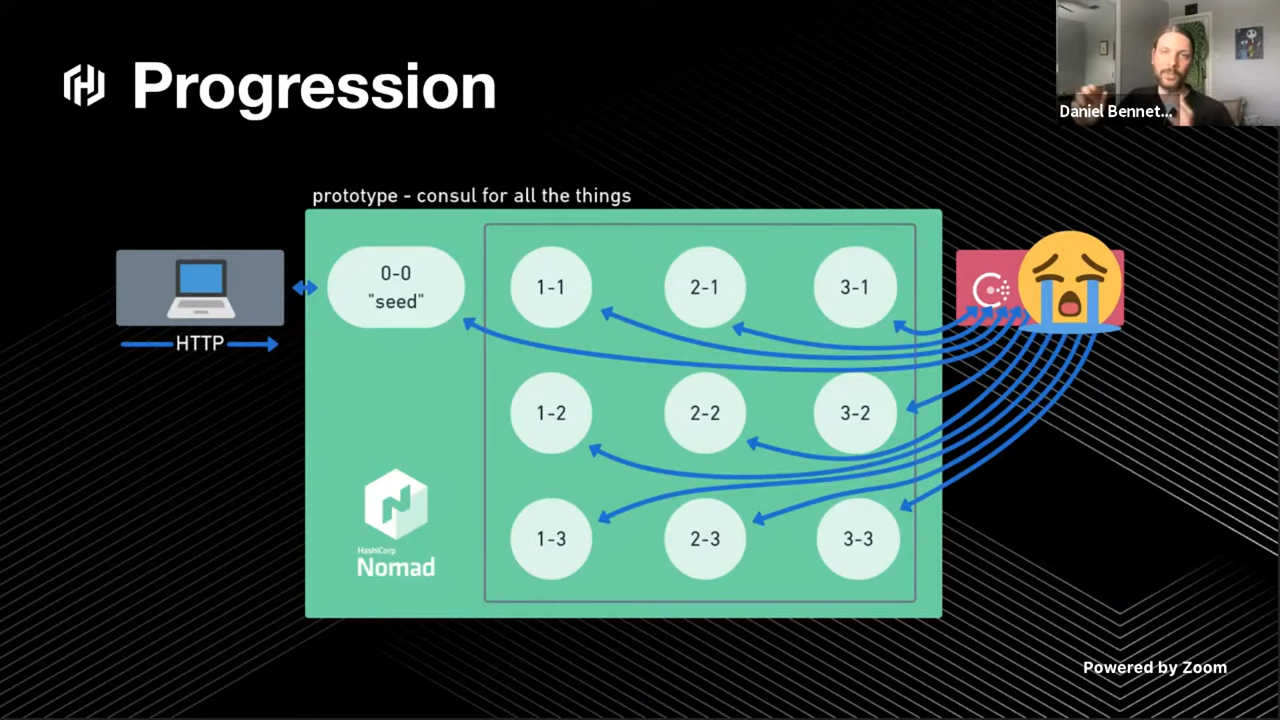 Progression
Daniel Bennet...
prototype - consul for all the things
0-0
"seed"
1-1
2-1
3-1
HTTP
1-2
2-2
3-2
1-3
2-3
3-3
HashiCorp
Nomad
Powered by Zoom